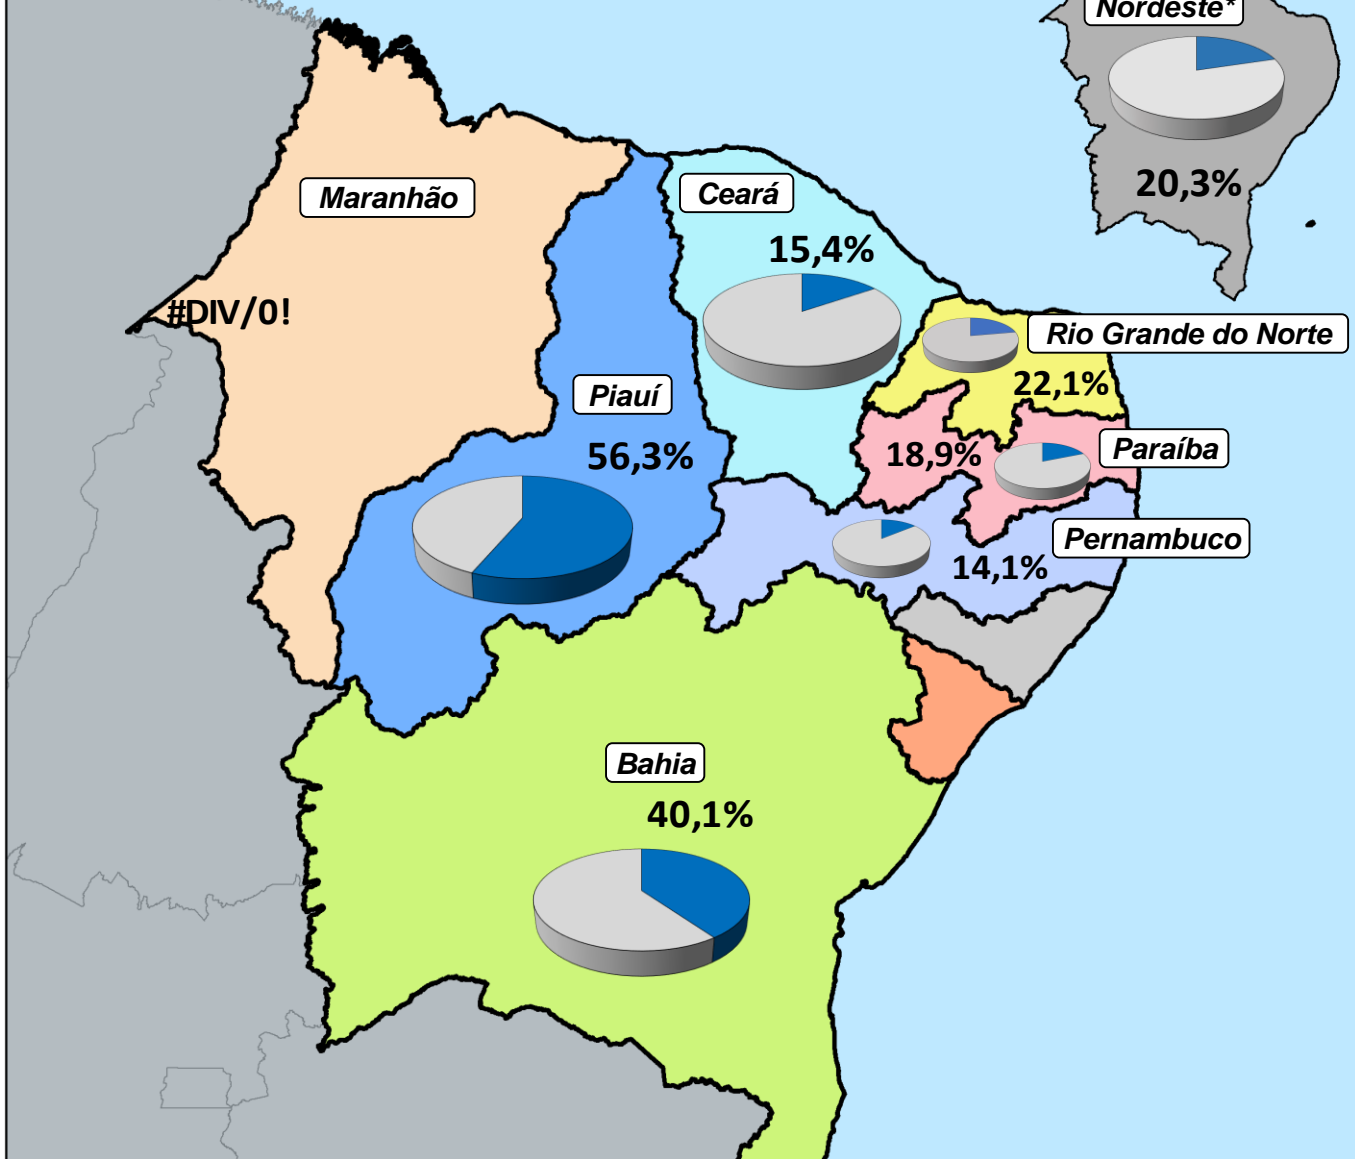 Nordeste*
20,3%
Maranhão
Ceará
15,4%
#DIV/0!
Rio Grande do Norte
22,1%
Piauí
56,3%
Paraíba
18,9%
Pernambuco
14,1%
Bahia
40,1%